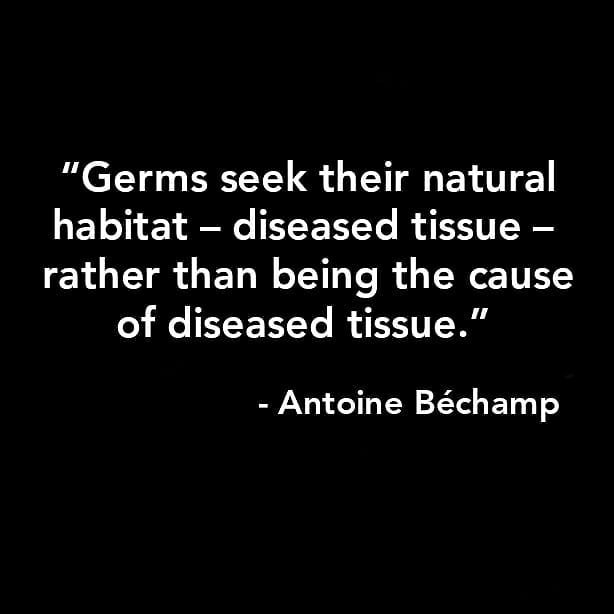 “Germs seek their natural
habitat – diseased tissue –
rather than being the cause
of diseased tissue.”
- Antoine Béchamp